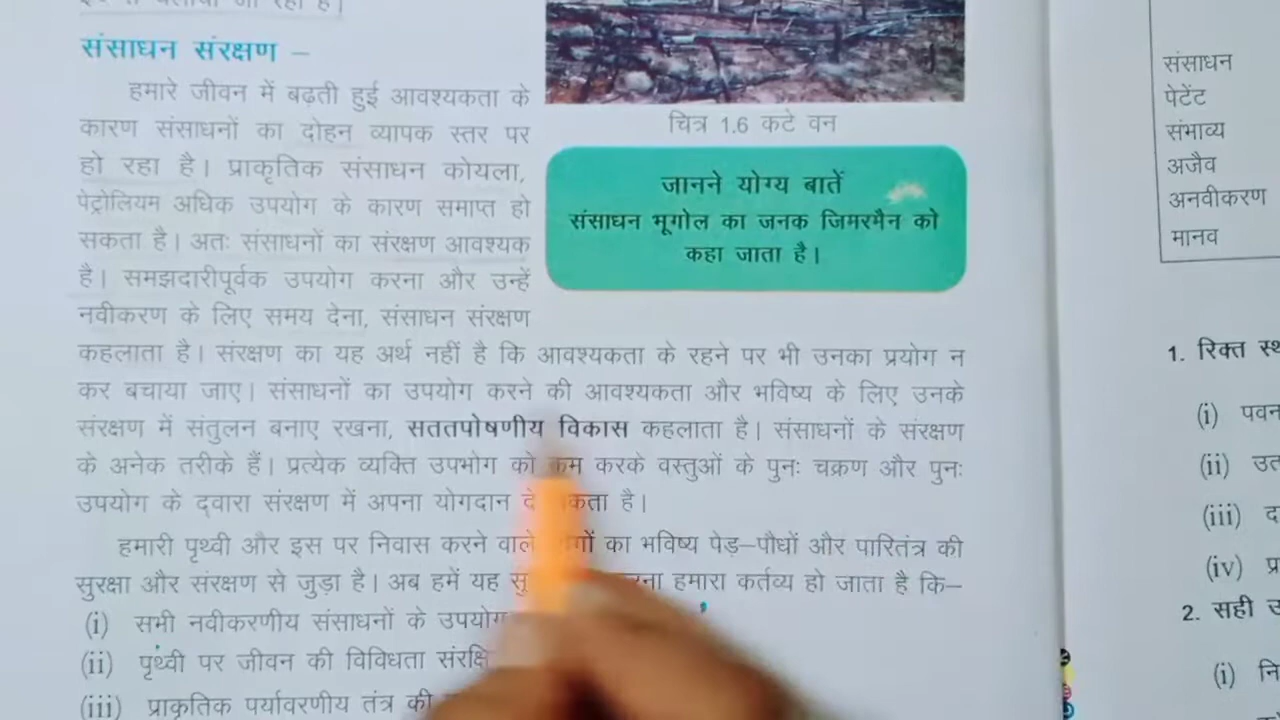 संसाधन संरक्षण –
हमारे जीवन में बढ़ती हुई आवश्यकता के
कारण संसाधनों का दोहन व्यापक स्तर पर
हो रहा है। प्राकृतिक संसाधन कोयला,
पेट्रोलियम अधिक उपयोग के कारण समाप्त हो
सकता है। अतः संसाधनों का संरक्षण आवश्यक
है। समझदारीपूर्वक उपयोग करना और उन्हें
नवीकरण के लिए समय देना, संसाधन संरक्षण
कहलाता है। संरक्षण का यह अर्थ नहीं है कि आवश्यकता के रहने पर भी उनका प्रयोग न
कर बचाया जाए। संसाधनों का उपयोग करने की आवश्यकता और भविष्य के लिए उनके
संरक्षण में संतुलन बनाए रखना, सततपोषणीय विकास कहलाता है। संसाधनों के संरक्षण
के अनेक तरीके हैं। प्रत्येक व्यक्ति उपभोग को कम करके वस्तुओं के पुनः चक्रण और पुनः
उपयोग के द्वारा संरक्षण में अपना योगदान है।
हमारी पृथ्वी और इस पर निवास करने वाले का भविष्य पेड़–पौधों और पारितंत्र की
सुरक्षा और संरक्षण से जुड़ा है। अब हमें यह हमारा कर्तव्य हो जाता है कि–
(i) सभी नवीकरणीय संसाधनों के उपयोग
(ii) पृथ्वी पर जीवन की विविधता
(iii) प्राकृतिक पर्यावरणीय तंत्र की
चित्र 1.6 कटे वन
जानने योग्य बातें
संसाधन भूगोल का जनक जिमरमैन को
कहा जाता है।
संसाधन
पेटेंट
संभाव्य
अजैव
अनवीकरण
मानव
1. रिक्त
(i)
(ii)
(iii)
(iv)
2. सही
(i)